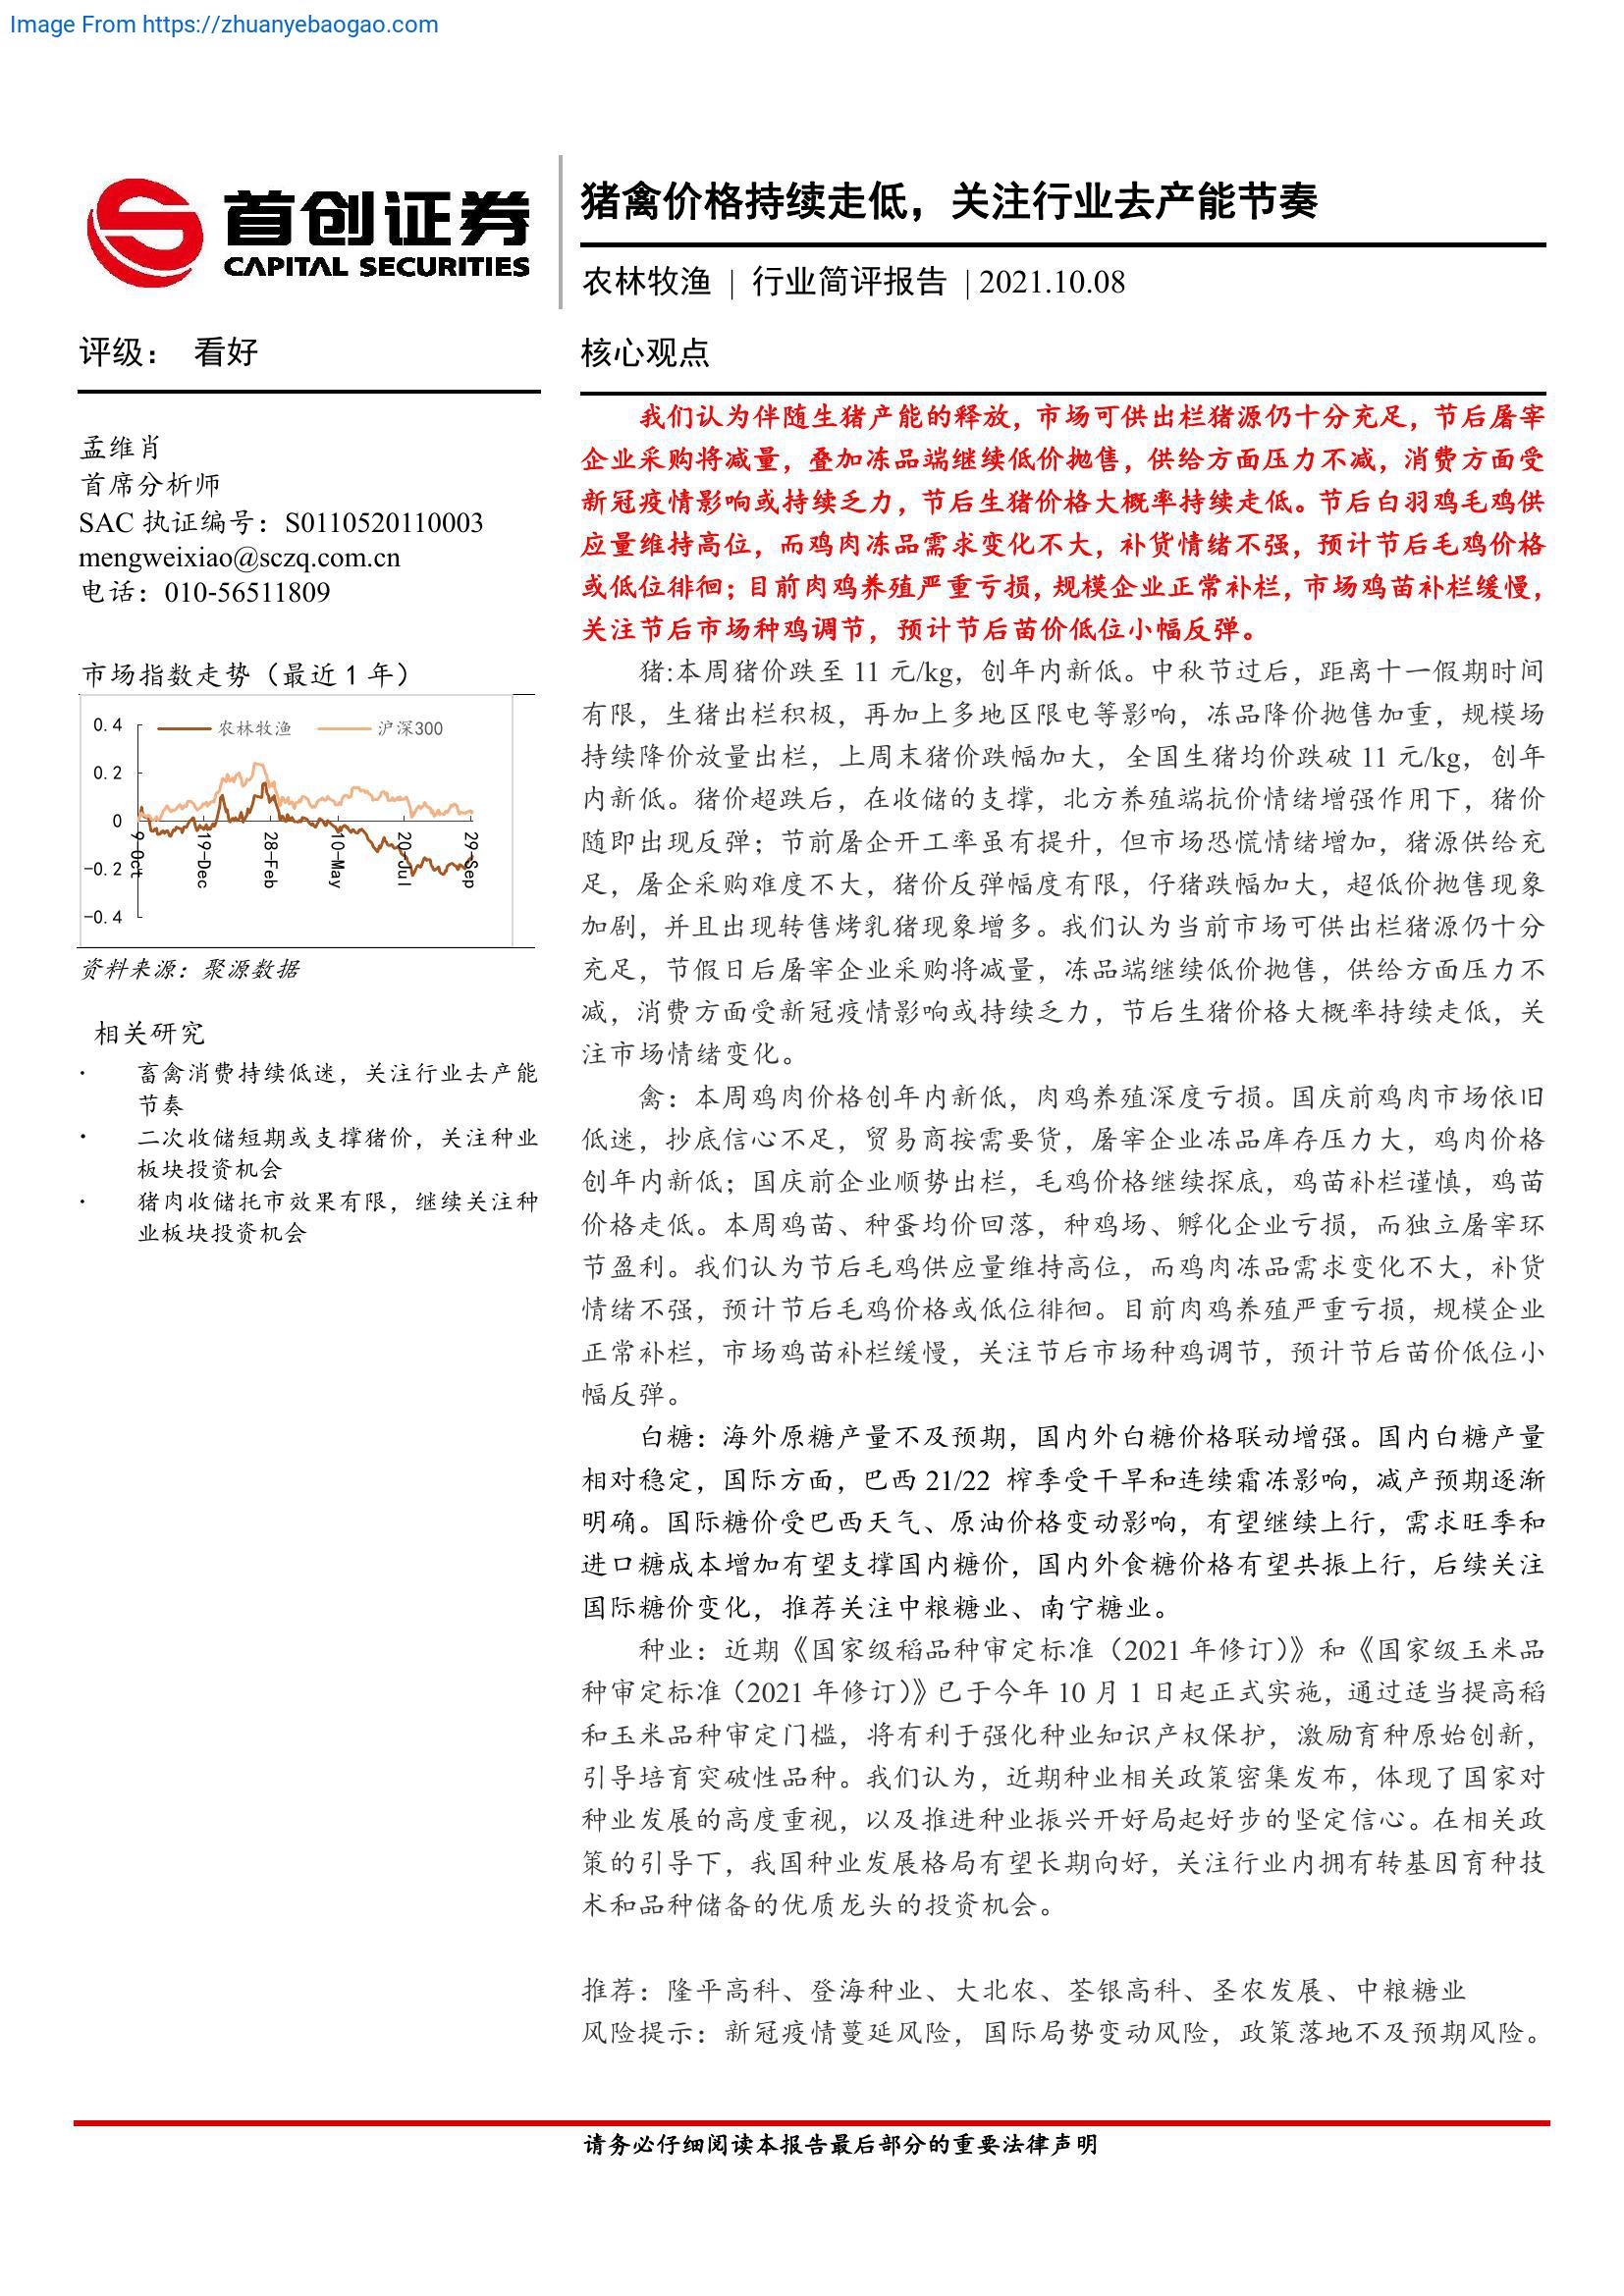 Image From https://zhuanyebaogao.com
首创证券
CAPITAL SECURITIES
猪禽价格持续走低，关注行业去产能节奏
农林牧渔 | 行业简评报告 | 2021.10.08
评级： 看好
孟维肖
首席分析师
SAC 执证编号：S0110520110003
mengweixiao@sczq.com.cn
电话：010-56511809
市场指数走势（最近 1 年）
农林牧渔 沪深300
0.4
0.2
0
-0.2
-0.4
9-Oct 19-Dec 28-Feb 10-May 20-Jul 29-Sep
资料来源：聚源数据
相关研究
· 畜禽消费持续低迷，关注行业去产能
节奏
· 二次收储短期或支撑猪价，关注种业
板块投资机会
· 猪肉收储托市效果有限，继续关注种
业板块投资机会
核心观点
我们认为伴随生猪产能的释放，市场可供出栏猪源仍十分充足，节后屠宰
企业采购将减量，叠加冻品端继续低价抛售，供给方面压力不减，消费方面受
新冠疫情影响或持续乏力，节后生猪价格大概率持续走低。节后白羽鸡毛鸡供
应量维持高位，而鸡肉冻品需求变化不大，补货情绪不强，预计节后毛鸡价格
或低位徘徊；目前肉鸡养殖严重亏损，规模企业正常补栏，市场鸡苗补栏缓慢，
关注节后市场种鸡调节，预计节后苗价低位小幅反弹。
猪:本周猪价跌至 11 元/kg，创年内新低。中秋节过后，距离十一假期时间
有限，生猪出栏积极，再加上多地区限电等影响，冻品降价抛售加重，规模场
持续降价放量出栏，上周末猪价跌幅加大，全国生猪均价跌破 11 元/kg，创年
内新低。猪价超跌后，在收储的支撑，北方养殖端抗价情绪增强作用下，猪价
随即出现反弹；节前屠企开工率虽有提升，但市场恐慌情绪增加，猪源供给充
足，屠企采购难度不大，猪价反弹幅度有限，仔猪跌幅加大，超低价抛售现象
加剧，并且出现转售烤乳猪现象增多。我们认为当前市场可供出栏猪源仍十分
充足，节假日后屠宰企业采购将减量，冻品端继续低价抛售，供给方面压力不
减，消费方面受新冠疫情影响或持续乏力，节后生猪价格大概率持续走低，关
注市场情绪变化。
禽：本周鸡肉价格创年内新低，肉鸡养殖深度亏损。国庆前鸡肉市场依旧
低迷，抄底信心不足，贸易商按需要货，屠宰企业冻品库存压力大，鸡肉价格
创年内新低；国庆前企业顺势出栏，毛鸡价格继续探底，鸡苗补栏谨慎，鸡苗
价格走低。本周鸡苗、种蛋均价回落，种鸡场、孵化企业亏损，而独立屠宰环
节盈利。我们认为节后毛鸡供应量维持高位，而鸡肉冻品需求变化不大，补货
情绪不强，预计节后毛鸡价格或低位徘徊。目前肉鸡养殖严重亏损，规模企业
正常补栏，市场鸡苗补栏缓慢，关注节后市场种鸡调节，预计节后苗价低位小
幅反弹。
白糖：海外原糖产量不及预期，国内外白糖价格联动增强。国内白糖产量
相对稳定，国际方面，巴西 21/22 榨季受干旱和连续霜冻影响，减产预期逐渐
明确。国际糖价受巴西天气、原油价格变动影响，有望继续上行，需求旺季和
进口糖成本增加有望支撑国内糖价，国内外食糖价格有望共振上行，后续关注
国际糖价变化，推荐关注中粮糖业、南宁糖业。
种业：近期《国家级稻品种审定标准（2021 年修订）》和《国家级玉米品
种审定标准（2021 年修订）》已于今年 10 月 1 日起正式实施，通过适当提高稻
和玉米品种审定门槛，将有利于强化种业知识产权保护，激励育种原始创新，
引导培育突破性品种。我们认为，近期种业相关政策密集发布，体现了国家对
种业发展的高度重视，以及推进种业振兴开好局起好步的坚定信心。在相关政
策的引导下，我国种业发展格局有望长期向好，关注行业内拥有转基因育种技
术和品种储备的优质龙头的投资机会。
推荐：隆平高科、登海种业、大北农、荃银高科、圣农发展、中粮糖业
风险提示：新冠疫情蔓延风险，国际局势变动风险，政策落地不及预期风险。
请务必仔细阅读本报告最后部分的重要法律声明